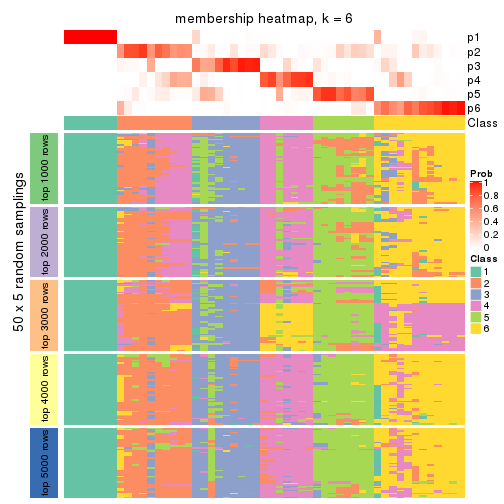 membership heatmap, k = 6
p1
p2
p3
p4
p5
p6
Class
50 x 5 random samplings
top 1000 rows
top 2000 rows
top 3000 rows
top 4000 rows
top 5000 rows
Prob
1
0.8
0.6
0.4
0.2
0
Class
1
2
3
4
5
6